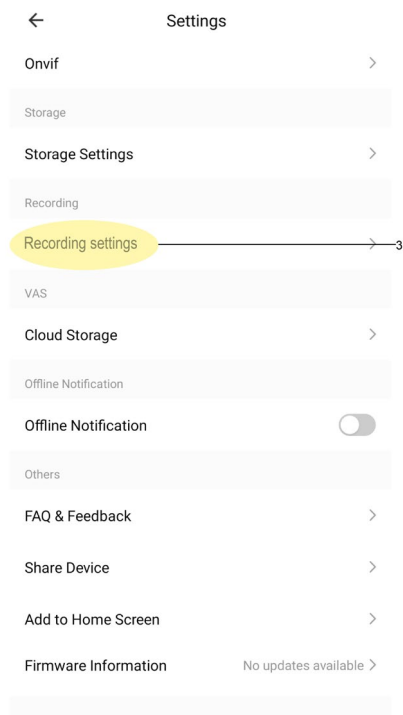 Settings
Onvif
Storage
Storage Settings
Recording
Recording settings 3
VAS
Cloud Storage
Offline Notification
Offline Notification
Others
FAQ & Feedback
Share Device
Add to Home Screen
Firmware Information No updates available